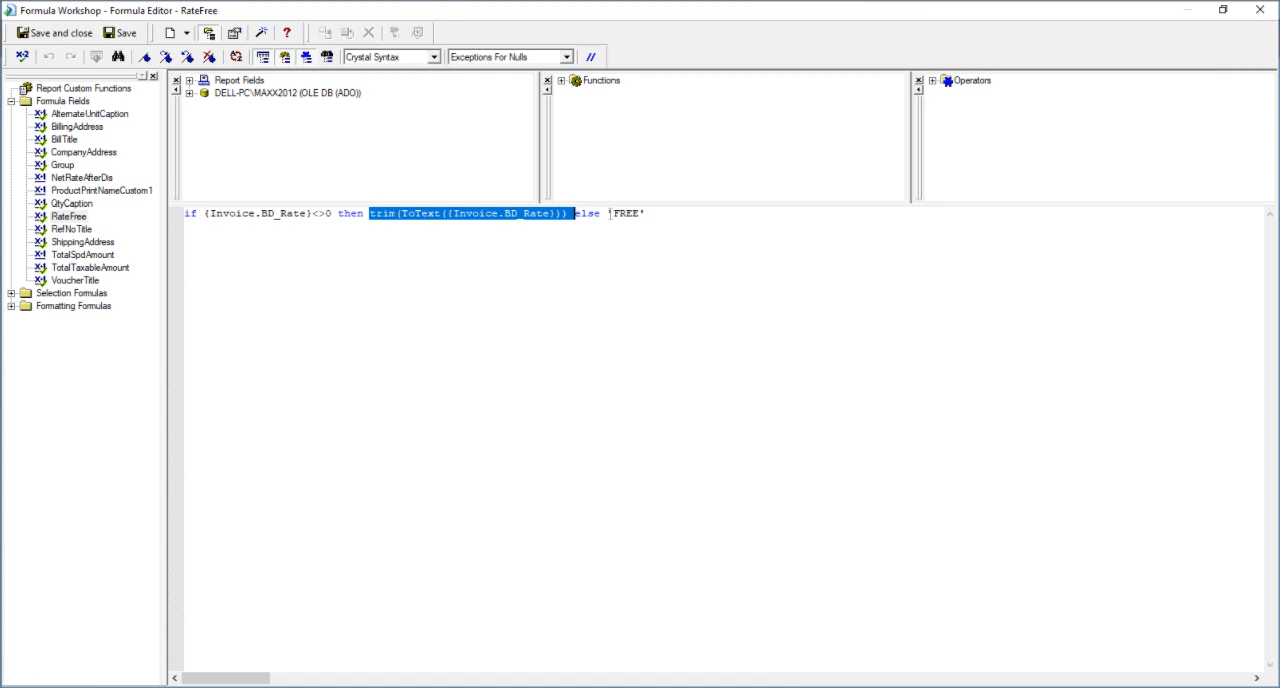 Formula Workshop - Formula Editor - RateFree
Save and close Save
Crystal Syntax Exceptions For Nulls
Report Custom Functions
Formula Fields
AlternateUnitCaption
BillingAddress
BillTitle
CompanyAddress
Group
NetRateAfterDis
ProductPrintNameCustom1
QtyCaption
RateFree
RefNoTitle
ShippingAddress
TotalSpdAmount
TotalTaxableAmount
VoucherTitle
Selection Formulas
Formatting Formulas
Report Fields
DELL-PC\MAXX2012 (OLE DB (ADO))
Functions
Operators
if {Invoice.BD_Rate}<>0 then trim(ToText({Invoice.BD_Rate})) else 'FREE'